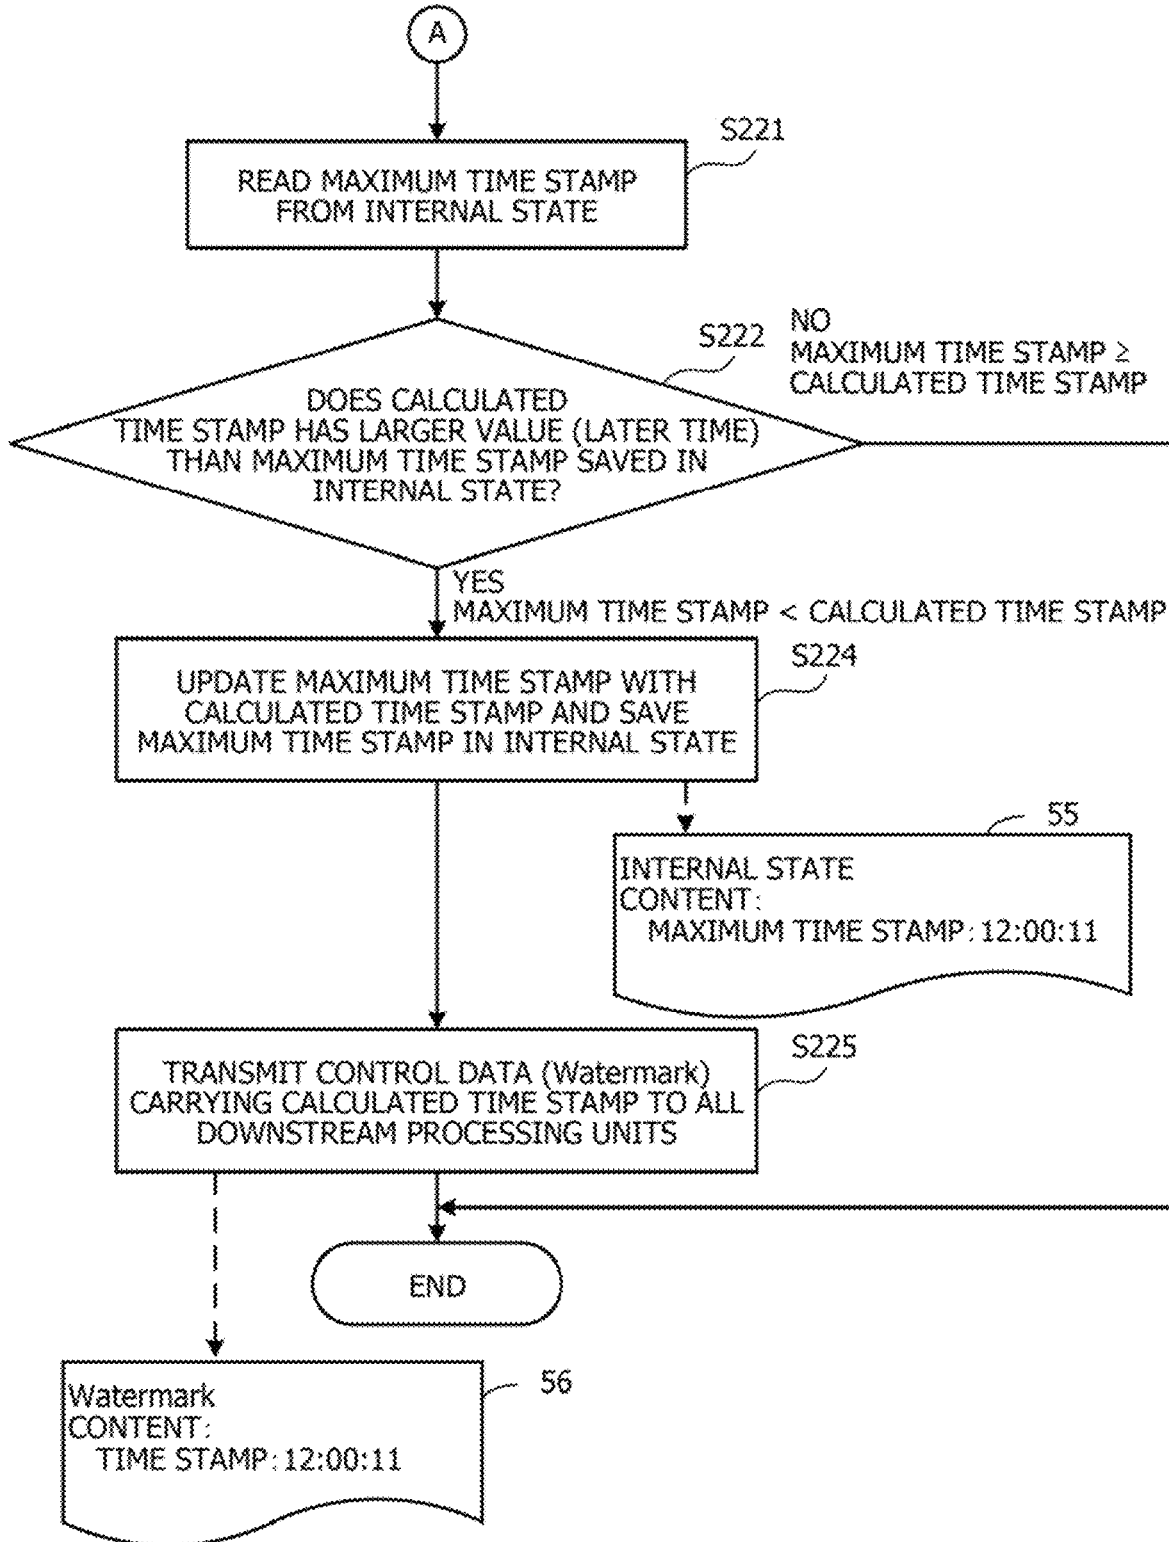 A
S221
READ MAXIMUM TIME STAMP
FROM INTERNAL STATE
S222
NO
MAXIMUM TIME STAMP ≥
CALCULATED TIME STAMP
DOES CALCULATED
TIME STAMP HAS LARGER VALUE (LATER TIME)
THAN MAXIMUM TIME STAMP SAVED IN
INTERNAL STATE?
YES
MAXIMUM TIME STAMP < CALCULATED TIME STAMP
S224
UPDATE MAXIMUM TIME STAMP WITH
CALCULATED TIME STAMP AND SAVE
MAXIMUM TIME STAMP IN INTERNAL STATE
55
INTERNAL STATE
CONTENT:
MAXIMUM TIME STAMP: 12:00:11
S225
TRANSMIT CONTROL DATA (Watermark)
CARRYING CALCULATED TIME STAMP TO ALL
DOWNSTREAM PROCESSING UNITS
END
56
Watermark
CONTENT:
TIME STAMP: 12:00:11